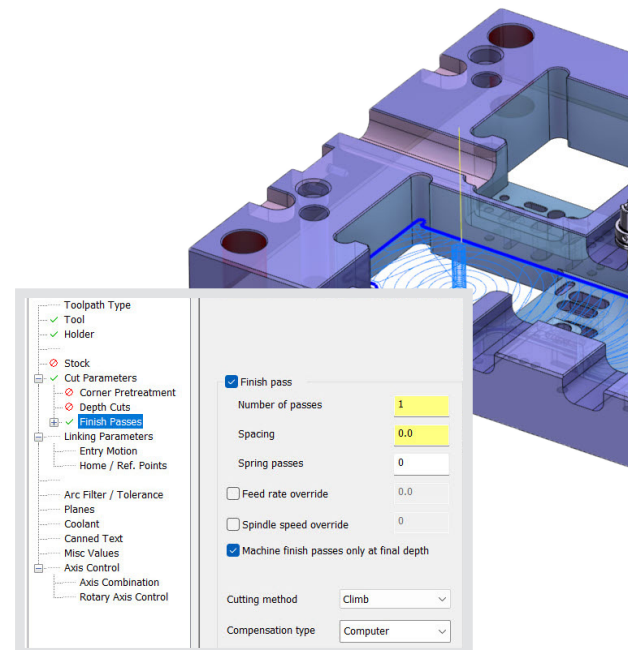 Toolpath Type
Tool
Holder
Stock
Cut Parameters
Corner Pretreatment
Depth Cuts
Finish Passes
Linking Parameters
Entry Motion
Home / Ref. Points
Arc Filter / Tolerance
Planes
Coolant
Canned Text
Misc Values
Axis Control
Axis Combination
Rotary Axis Control
Finish pass
Number of passes 1
Spacing 0.0
Spring passes 0
Feed rate override 0.0
Spindle speed override 0
Machine finish passes only at final depth
Cutting method Climb
Compensation type Computer